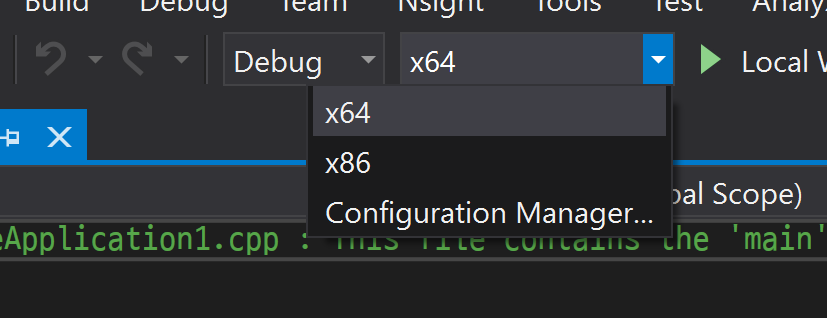 Build Debug Team Nsight Tools Test Analyz
Debug x64 Local W
x64
x86
Configuration Manager...
bal Scope)
eApplication1.cpp : This file contains the 'main'